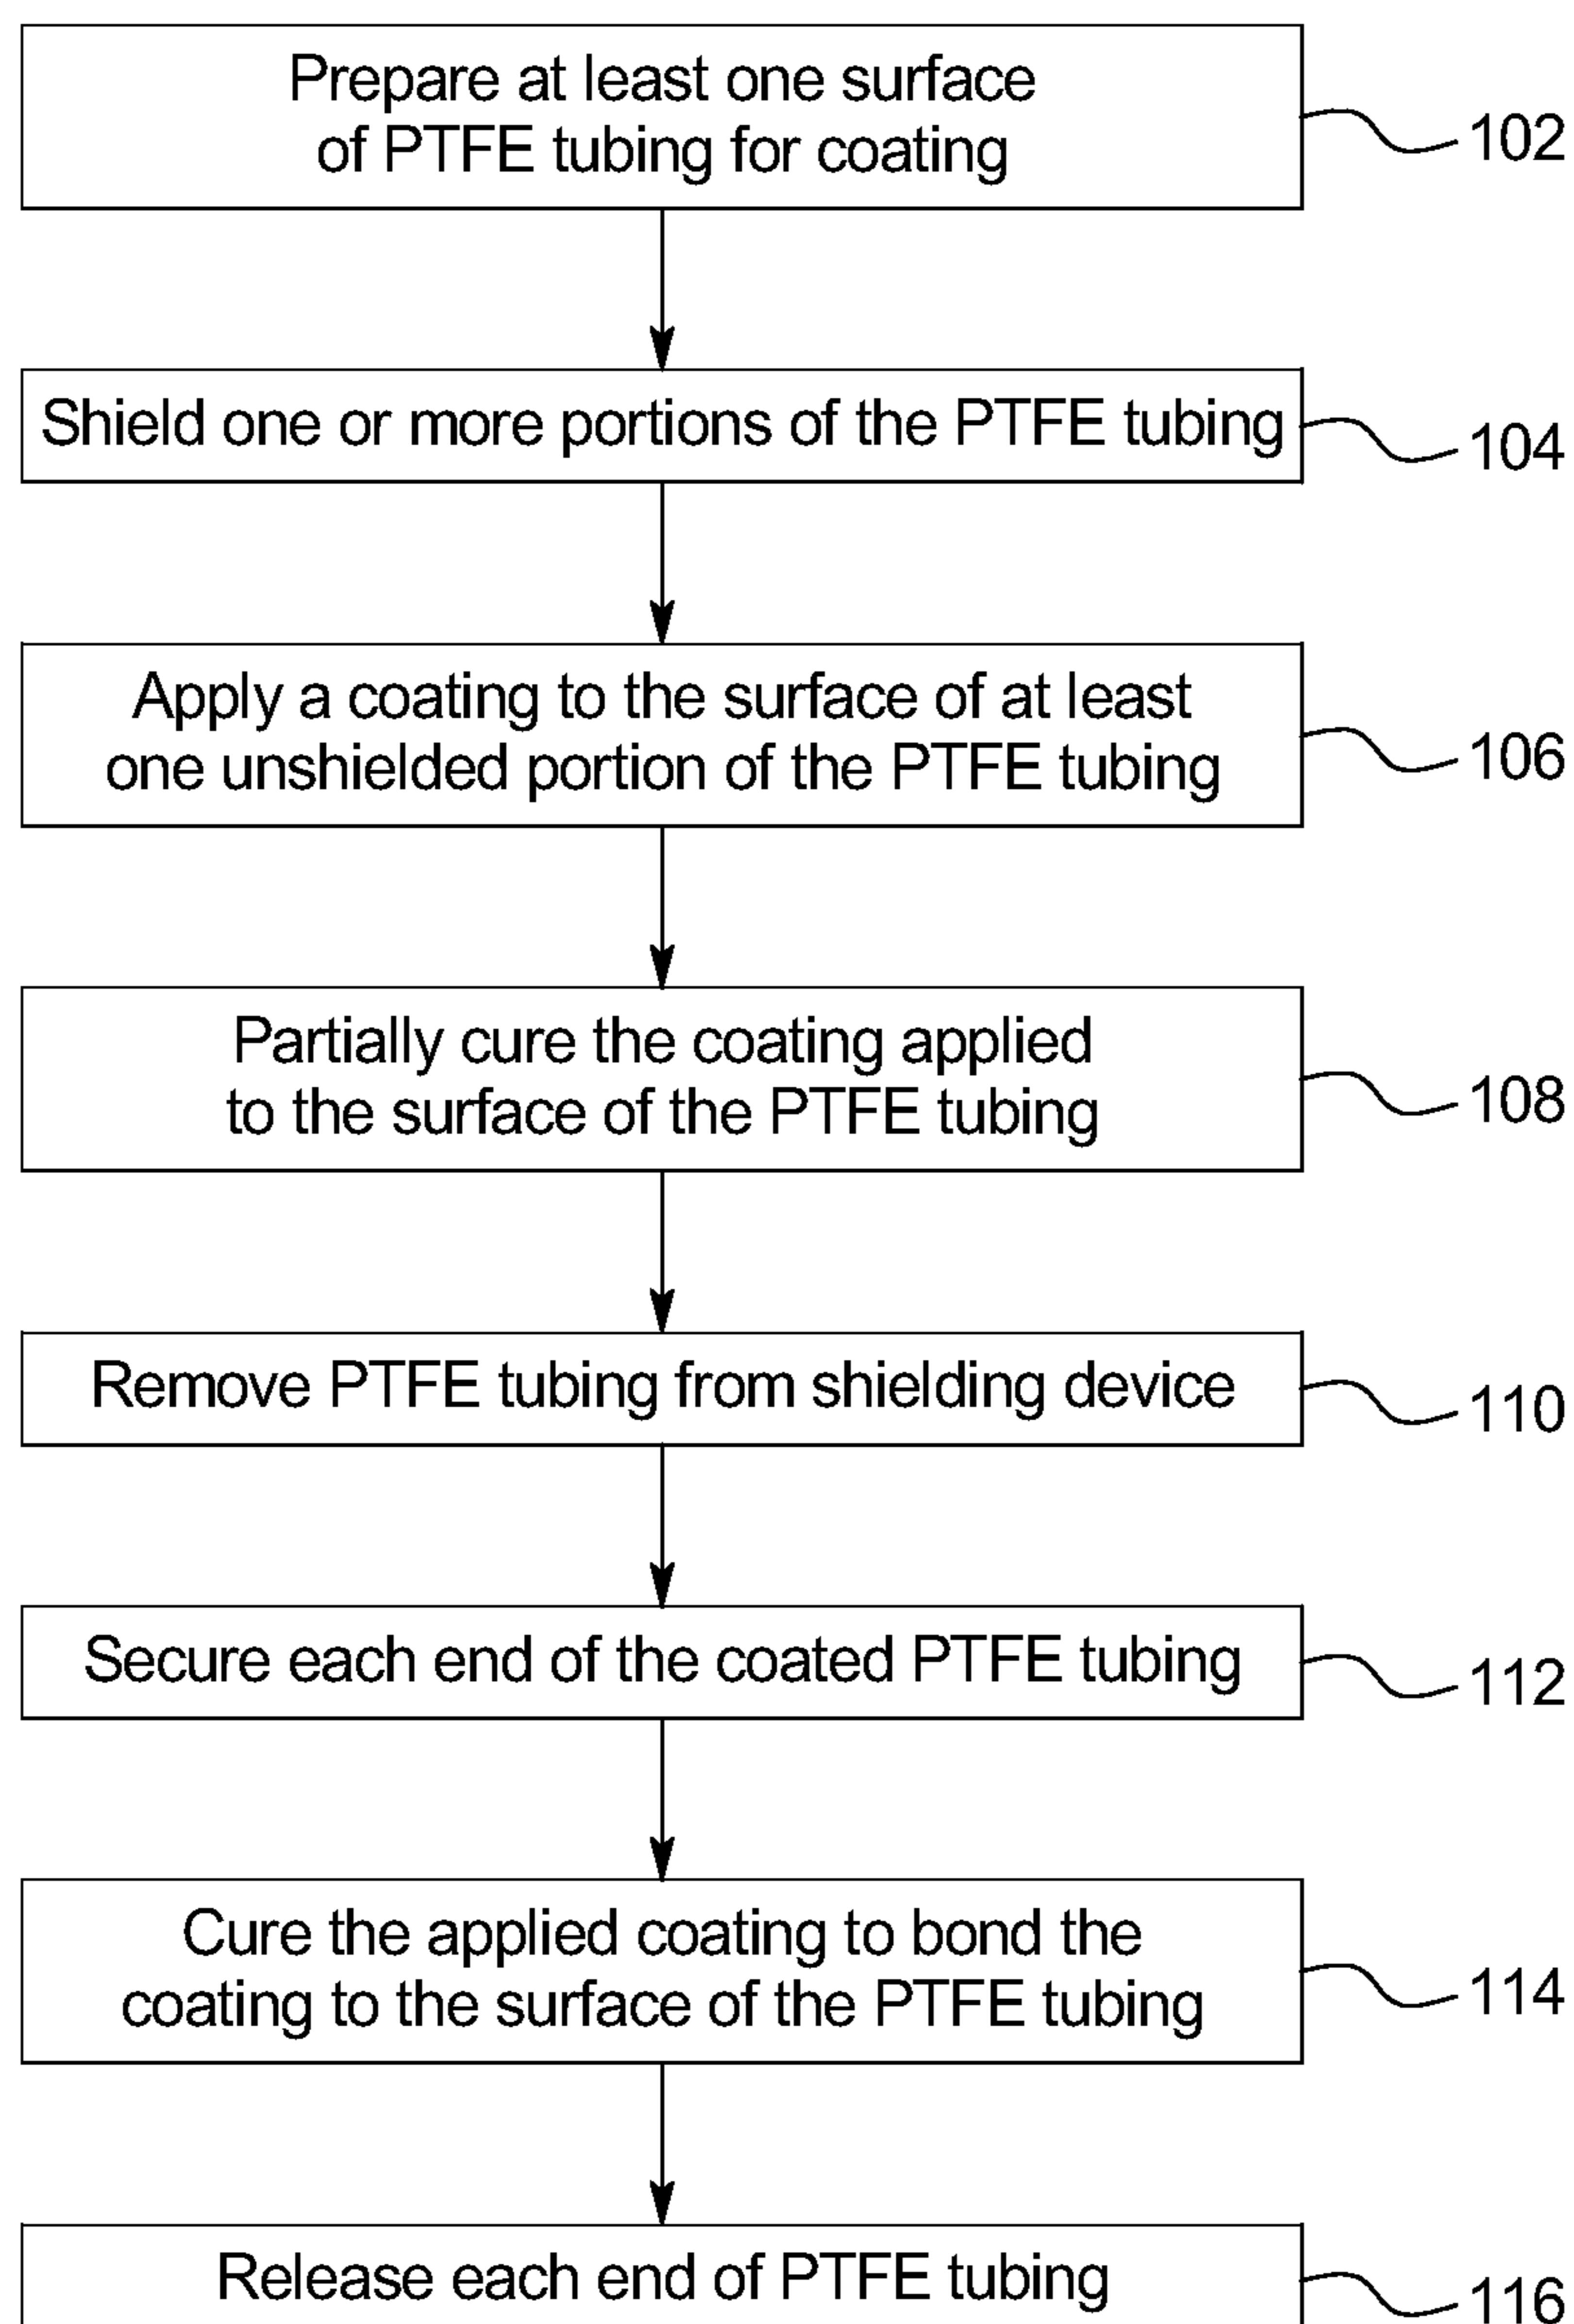 Prepare at least one surface
of PTFE tubing for coating
102
Shield one or more portions of the PTFE tubing
104
Apply a coating to the surface of at least
one unshielded portion of the PTFE tubing
106
Partially cure the coating applied
to the surface of the PTFE tubing
108
Remove PTFE tubing from shielding device
110
Secure each end of the coated PTFE tubing
112
Cure the applied coating to bond the
coating to the surface of the PTFE tubing
114
Release each end of PTFE tubing
116